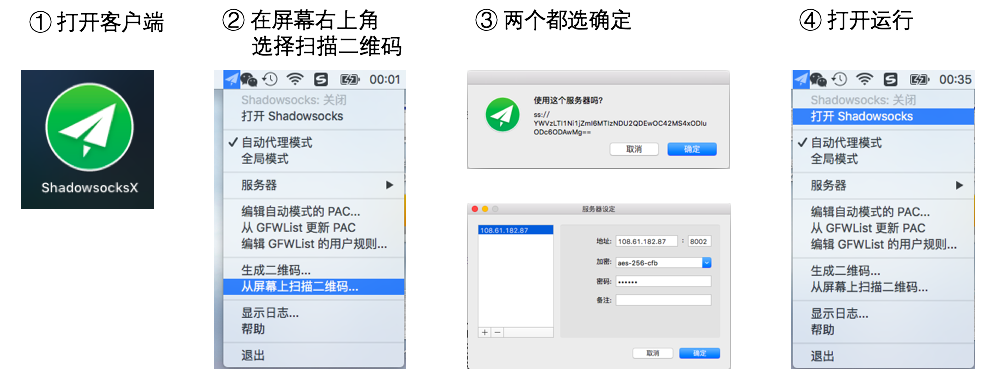 ① 打开客户端
ShadowsocksX
② 在屏幕右上角
选择扫描二维码
00:01
Shadowsocks: 关闭
打开 Shadowsocks
✓ 自动代理模式
全局模式
服务器 ▶
编辑自动模式的 PAC...
从 GFWList 更新 PAC
编辑 GFWList 的用户规则...
生成二维码...
从屏幕上扫描二维码...
显示日志...
帮助
退出
③ 两个都选确定
使用这个服务器吗?
ss://
取消 确定
服务器设定
108.61.182.87
地址: 108.61.182.87 : 8002
加密: aes-256-cfb
密码: ••••••
备注:
+ −
取消 确定
④ 打开运行
00:35
Shadowsocks: 关闭
打开 Shadowsocks
✓ 自动代理模式
全局模式
服务器 ▶
编辑自动模式的 PAC...
从 GFWList 更新 PAC
编辑 GFWList 的用户规则...
生成二维码...
从屏幕上扫描二维码...
显示日志...
帮助
退出